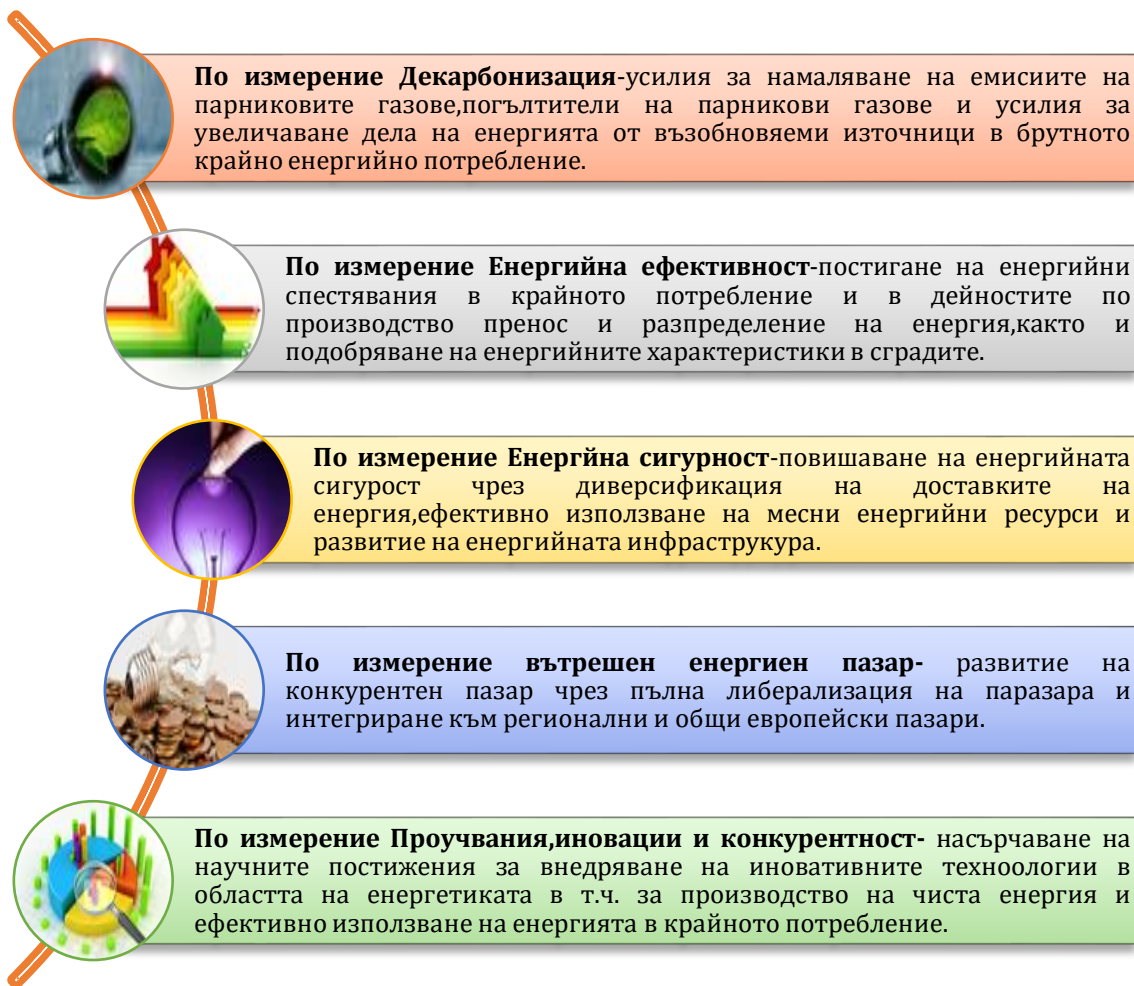 По измерение Декарбонизация-усилия за намаляване на емисиите на
парниковите газове,погълтители на парникови газове и усилия за
увеличаване дела на енергията от възобновяеми източници в брутното
крайно енергийно потребление.
По измерение Енергийна ефективност-постигане на енергийни
спестявания в крайното потребление и в дейностите по
производство пренос и разпределение на енергия,както и
подобряване на енергийните характеристики в сградите.
По измерение Енергйна сигурност-повишаване на енергийната
сигурост чрез диверсификация на доставките на
енергия,ефективно използване на месни енергийни ресурси и
развитие на енергийната инфраструкура.
По измерение вътрешен енергиен пазар- развитие на
конкурентен пазар чрез пълна либерализация на паразара и
интегриране към регионални и общи европейски пазари.
По измерение Проучвания,иновации и конкурентност- насърчаване на
научните постижения за внедряване на иновативните техноологии в
областта на енергетиката в т.ч. за производство на чиста енергия и
ефективно използване на енергията в крайното потребление.